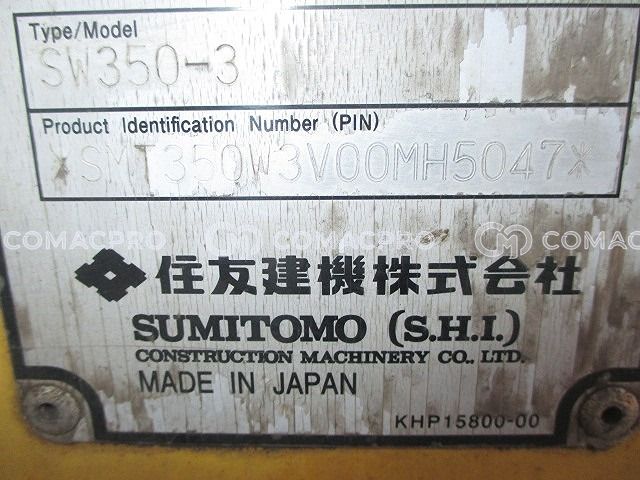 Type/Model
SW350-3
Product Identification Number (PIN)
*SMT350W3V00MH5047*
COMACPRO COMACPRO COMACPRO
住友建機株式会社
SUMITOMO (S.H.I.)
CONSTRUCTION MACHINERY CO., LTD.
MADE IN JAPAN
KHP15800-00